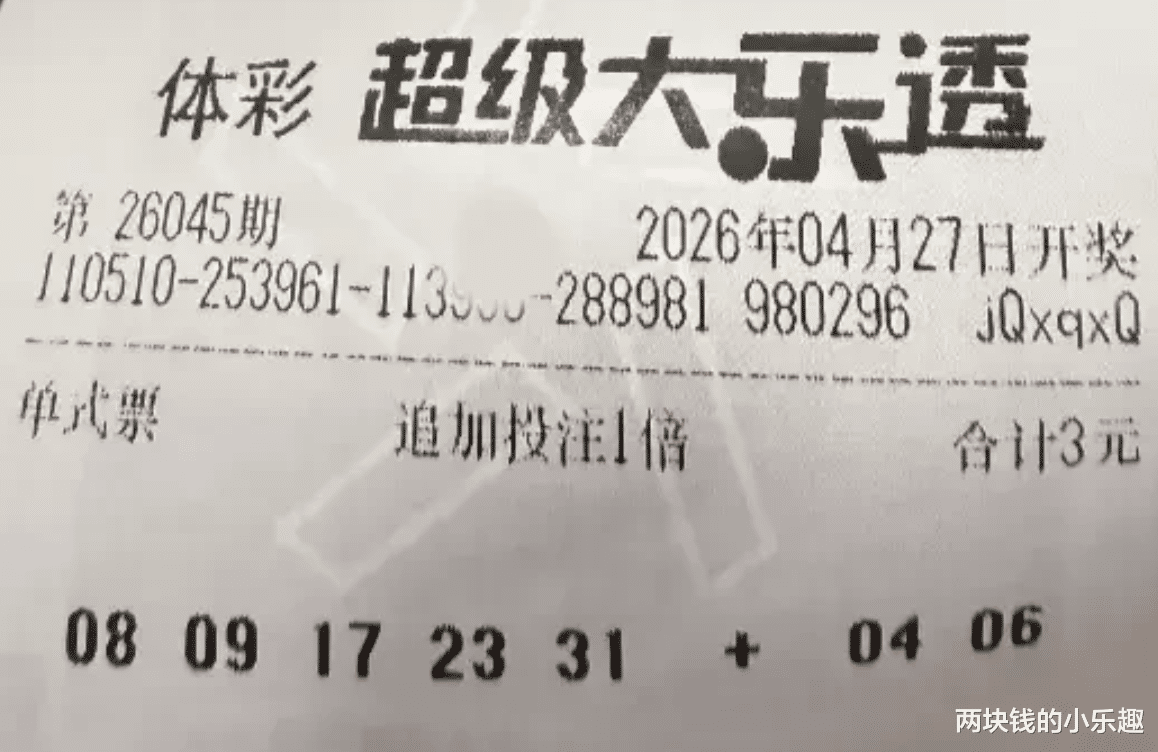 体彩 超级大乐透
第 26045期 2026年04月27日开奖
110510-253961-113 -288981 980296 jQxqxQ
单式票 追加投注1倍 合计3元
08 09 17 23 31 + 04 06
两块钱的小乐趣